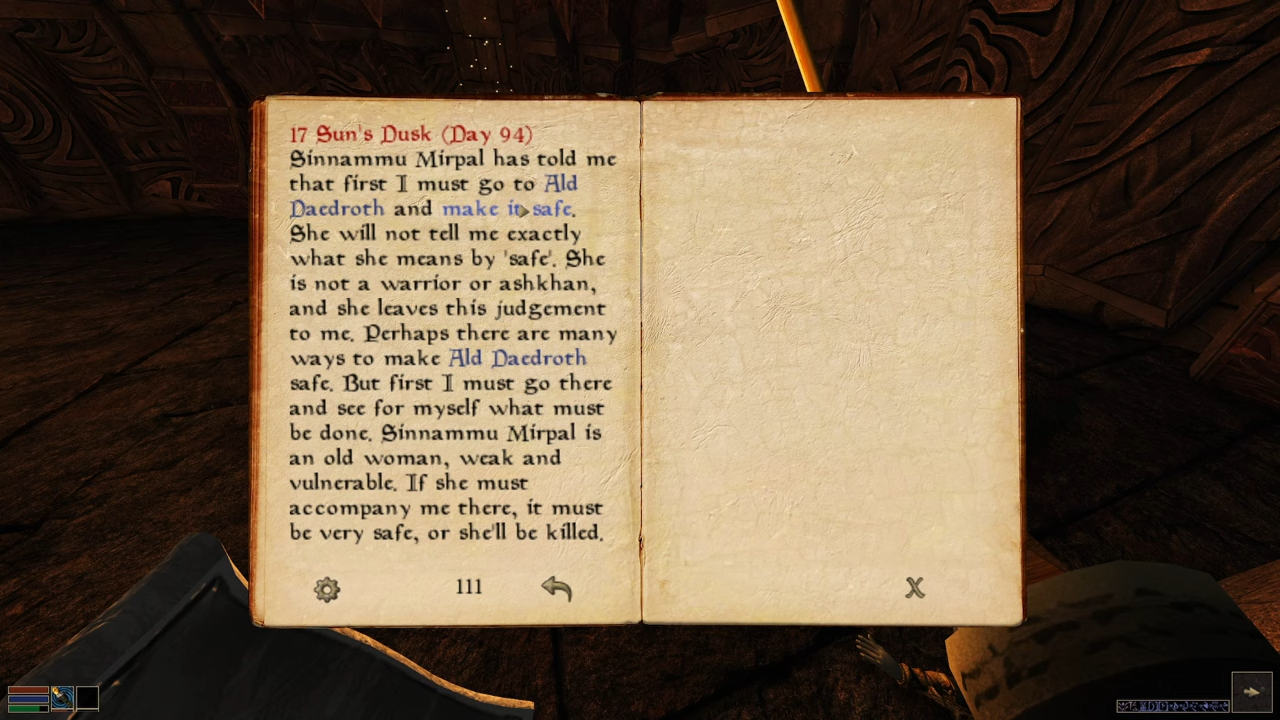 17 Sun's Dusk (Day 94)
Sinnammu Mirpal has told me
that first I must go to Ald
Daedroth and make it safe.
She will not tell me exactly
what she means by 'safe'. She
is not a warrior or ashkhan,
and she leaves this judgement
to me. Perhaps there are many
ways to make Ald Daedroth
safe. But first I must go there
and see for myself what must
be done. Sinnammu Mirpal is
an old woman, weak and
vulnerable. If she must
accompany me there, it must
be very safe, or she'll be killed.
111
X